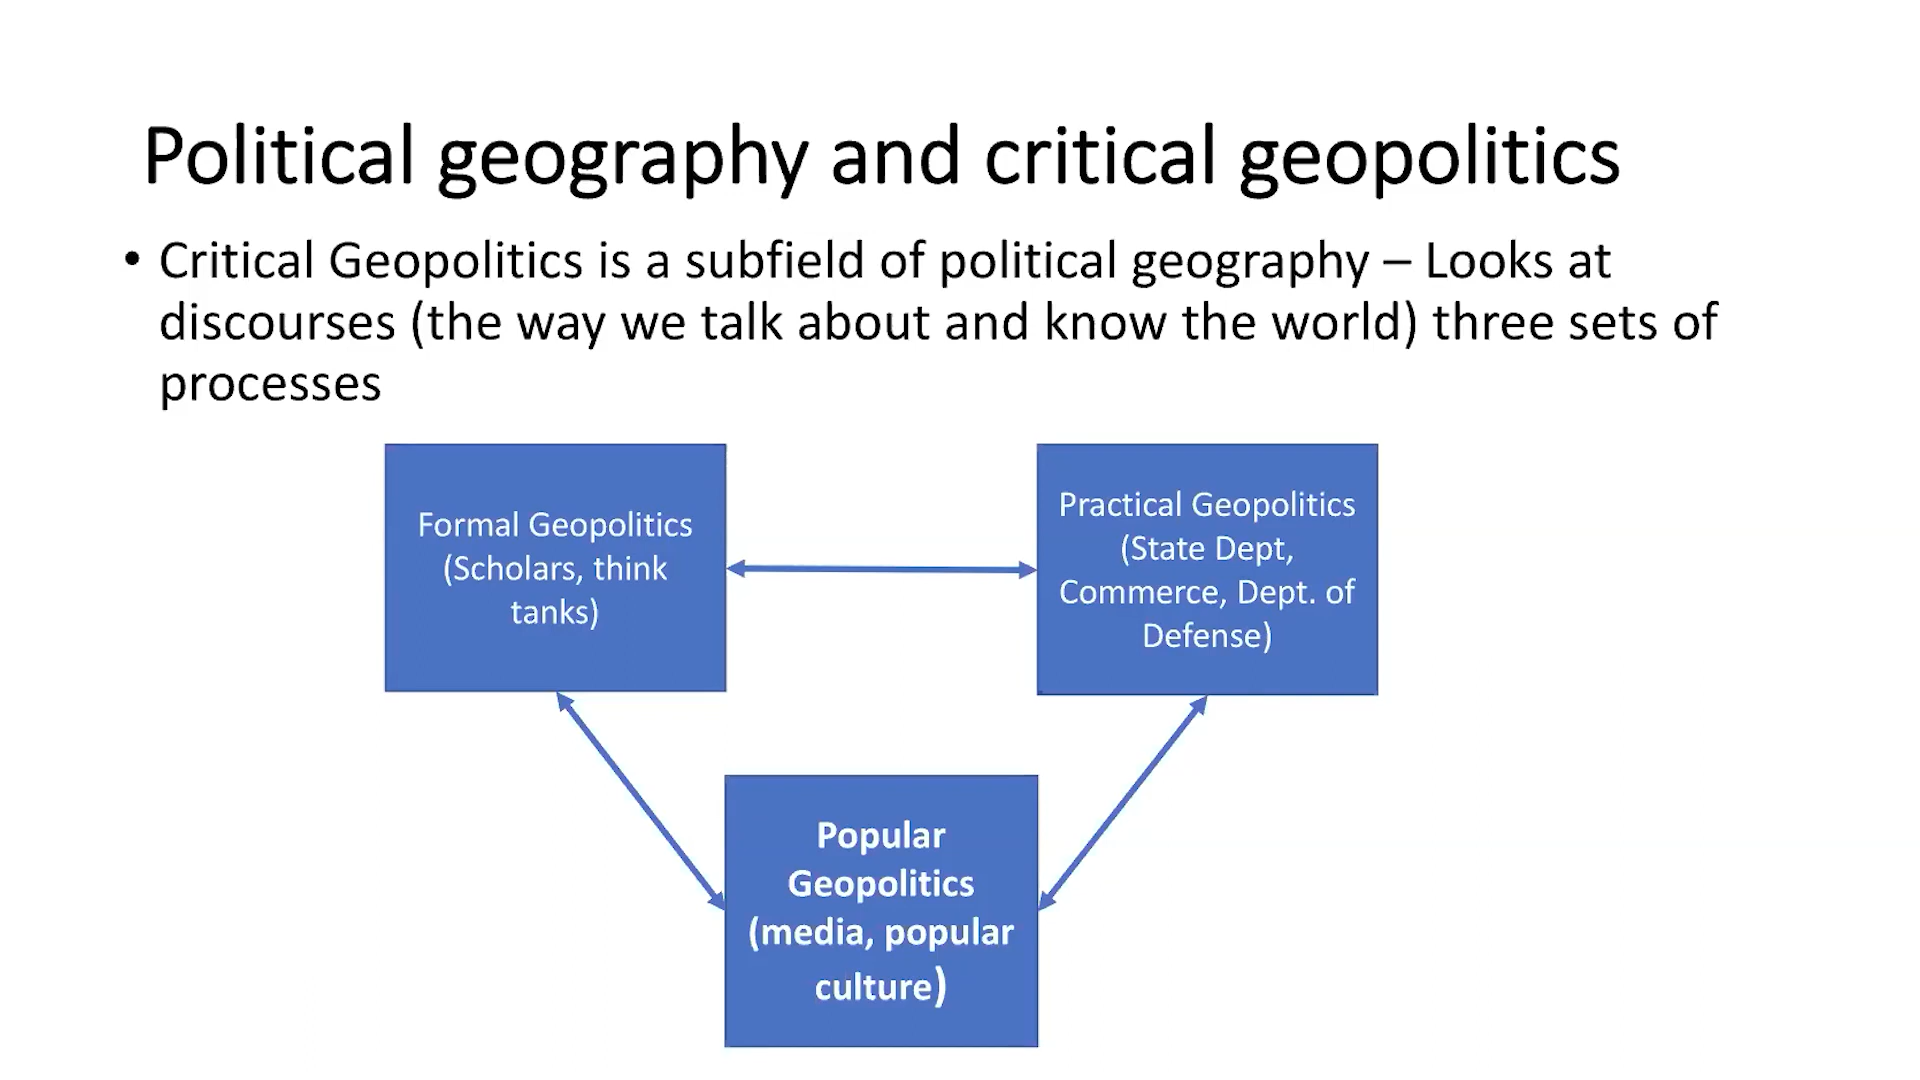 Political geography and critical geopolitics
• Critical Geopolitics is a subfield of political geography – Looks at
discourses (the way we talk about and know the world) three sets of
processes
Formal Geopolitics
(Scholars, think
tanks)
Practical Geopolitics
(State Dept,
Commerce, Dept. of
Defense)
Popular
Geopolitics
(media, popular
culture)